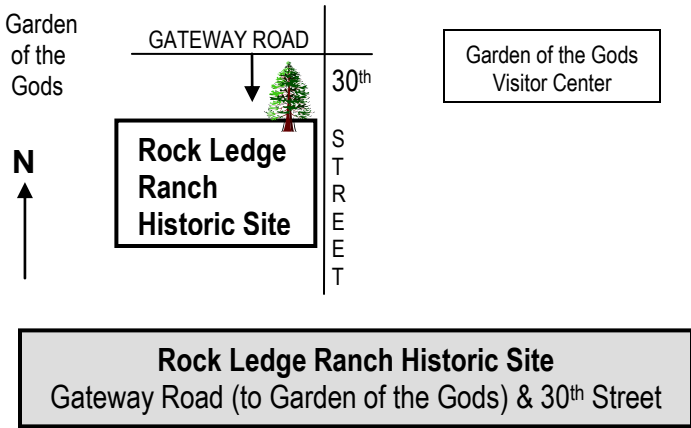 Garden
of the
Gods
GATEWAY ROAD
30th
STREET
Garden of the Gods
Visitor Center
N
Rock Ledge
Ranch
Historic Site
Rock Ledge Ranch Historic Site
Gateway Road (to Garden of the Gods) & 30th Street